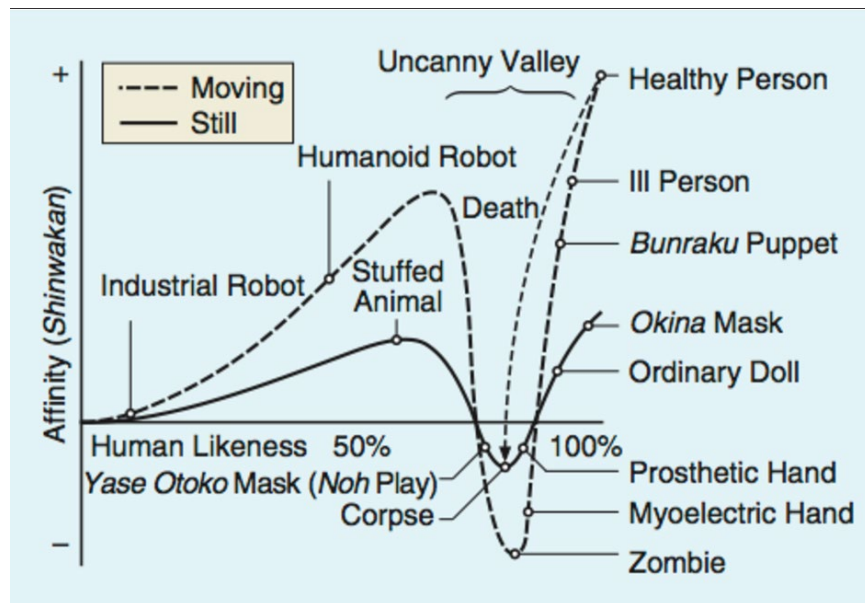 +
Moving
Still
Uncanny Valley
Healthy Person
Humanoid Robot
Death
Ill Person
Bunraku Puppet
Industrial Robot
Stuffed
Animal
Okina Mask
Ordinary Doll
Affinity (Shinwakan)
Human Likeness 50% 100%
Yase Otoko Mask (Noh Play)
Corpse
Prosthetic Hand
Myoelectric Hand
−
Zombie